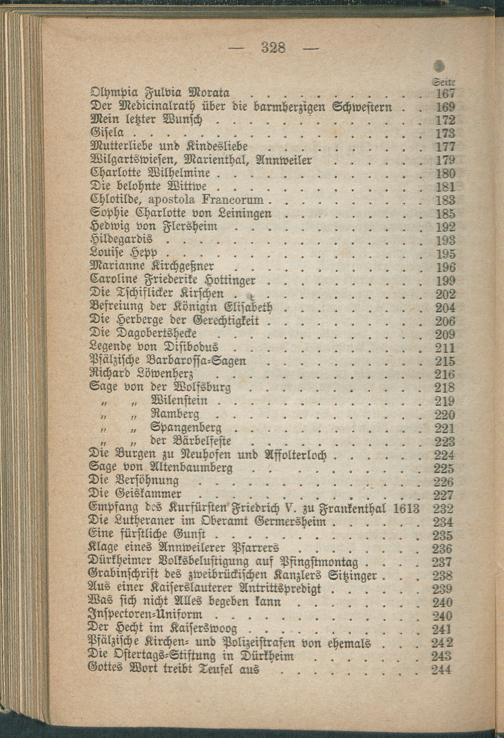 — 328 —
Seite
Olympia Fulvia Morata . . . . . . . . . . 167
Der Medicinalrath über die barmherzigen Schwestern . . 169
Mein letzter Wunsch . . . . . . . . . . . 172
Gisela . . . . . . . . . . . . . . . 173
Mutterliebe und Kindesliebe . . . . . . . . . 177
Wilgartswiesen, Marienthal, Annweiler . . . . . . 179
Charlotte Wilhelmine . . . . . . . . . . . 180
Die belohnte Wittwe . . . . . . . . . . . 181
Chlotilde, apostola Francorum . . . . . . . . 183
Sophie Charlotte von Leiningen . . . . . . . . 185
Hedwig von Flersheim . . . . . . . . . . 192
Hildegardis . . . . . . . . . . . . . 193
Louise Hepp . . . . . . . . . . . . . 195
Marianne Kirchgeßner . . . . . . . . . . 196
Caroline Friederike Hottinger . . . . . . . . 199
Die Tschiflicker Kirschen . . . . . . . . . 202
Befreiung der Königin Elisabeth . . . . . . . 204
Die Herberge der Gerechtigkeit . . . . . . . . 206
Die Dagobertshecke . . . . . . . . . . . 209
Legende von Disibodus . . . . . . . . . . 211
Pfälzische Barbarossa-Sagen . . . . . . . . . 215
Richard Löwenherz . . . . . . . . . . . 216
Sage von der Wolfsburg . . . . . . . . . . 218
„ „ Wilenstein . . . . . . . . . . 219
„ „ Ramberg . . . . . . . . . . 220
„ „ Spangenberg . . . . . . . . . 221
„ „ der Bärbelfeste . . . . . . . . . 223
Die Burgen zu Neuhofen und Affolterloch . . . . . 224
Sage von Altenbaumberg . . . . . . . . . 225
Die Versöhnung . . . . . . . . . . . . 226
Die Geiskammer . . . . . . . . . . . . 227
Empfang des Kurfürsten Friedrich V. zu Frankenthal 1613 232
Die Lutheraner im Oberamt Germersheim . . . . . 234
Eine fürstliche Gunst . . . . . . . . . . . 235
Klage eines Annweilerer Pfarrers . . . . . . . 236
Dürkheimer Volksbelustigung auf Pfingstmontag . . . . 237
Grabinschrift des zweibrückischen Kanzlers Sitzinger . . . 238
Aus einer Kaiserslauterer Antrittspredigt . . . . . . 239
Was sich nicht Alles begeben kann . . . . . . . 240
Inspectoren-Uniform . . . . . . . . . . . 240
Der Hecht im Kaiserswoog . . . . . . . . . 241
Pfälzische Kirchen- und Polizeistrafen von ehemals . . . 242
Die Ostertags-Stiftung in Dürkheim . . . . . . 243
Gottes Wort treibt Teufel aus . . . . . . . . 244